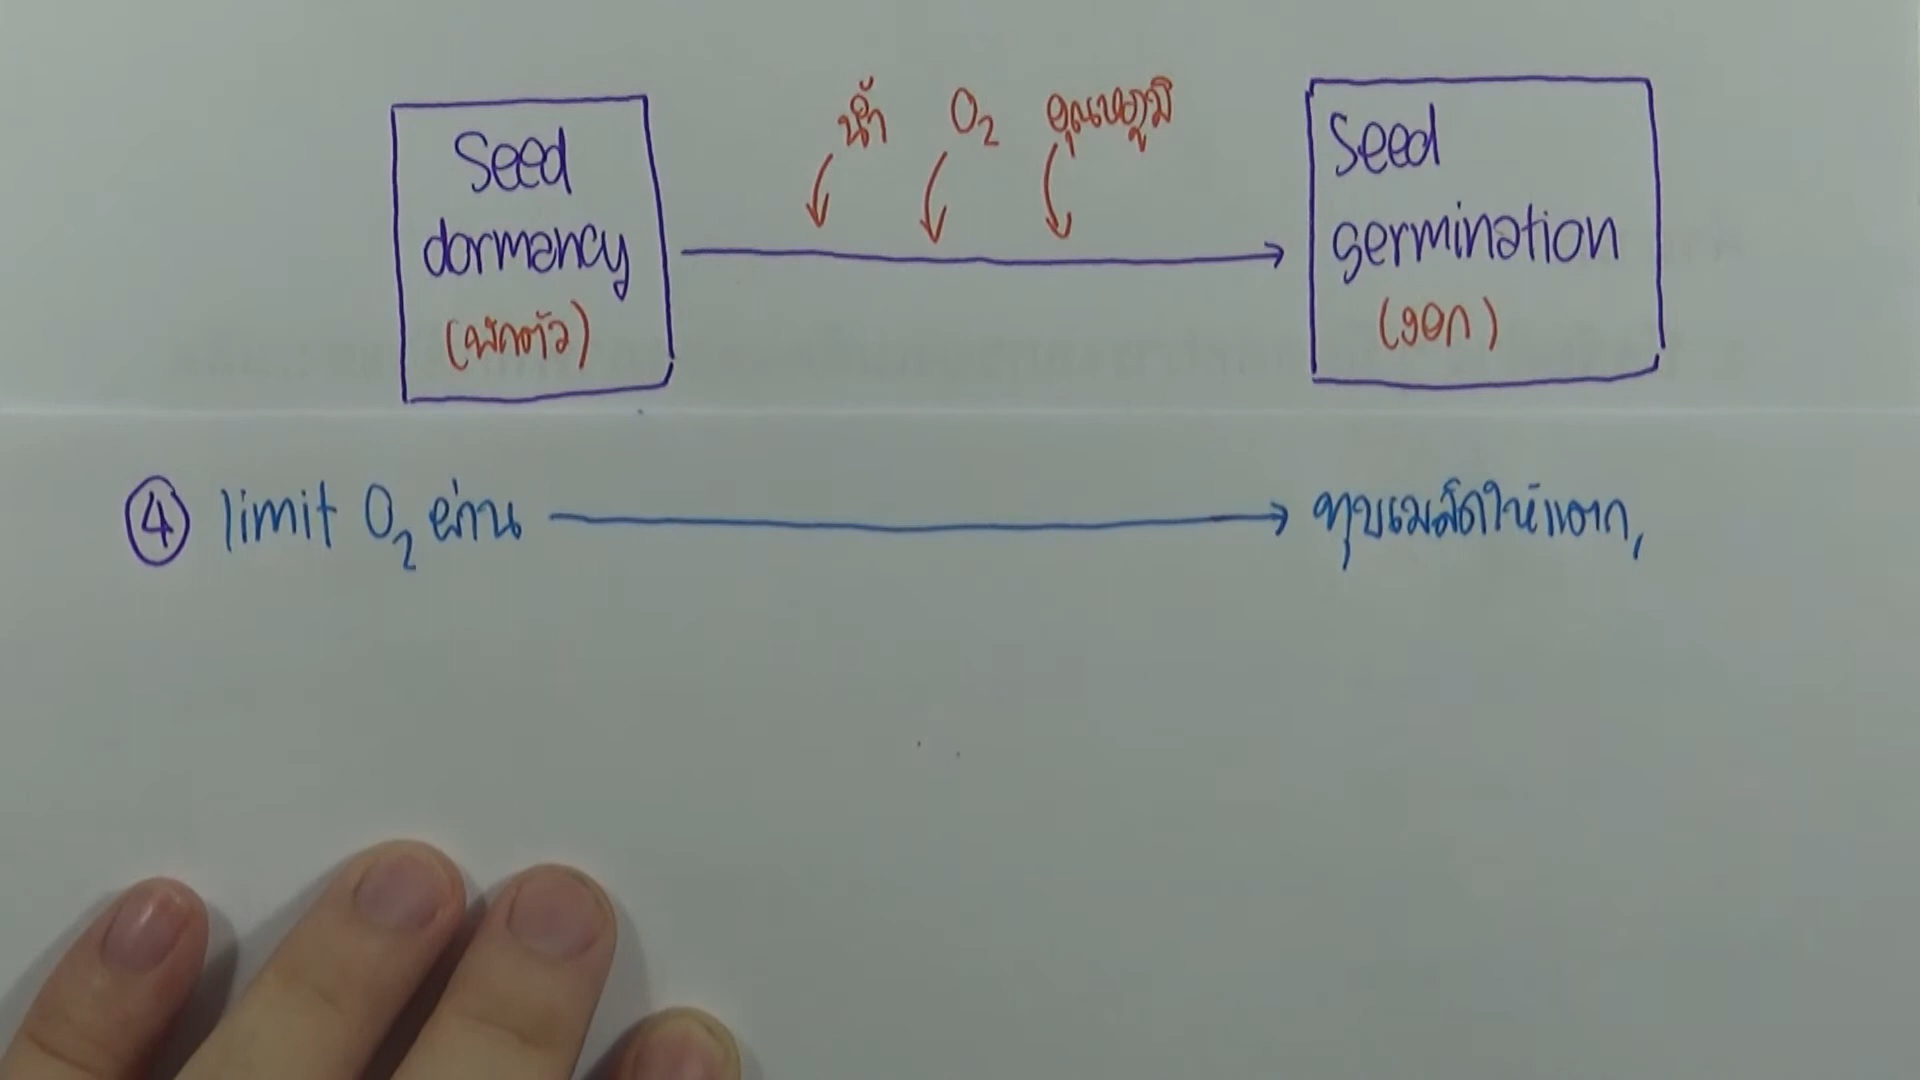 น้ำ O₂ อุณหภูมิ
Seed
dormancy
(พักตัว)
Seed
germination
(งอก)
④ limit O₂ ผ่าน → ทุบเมล็ดให้แตก,